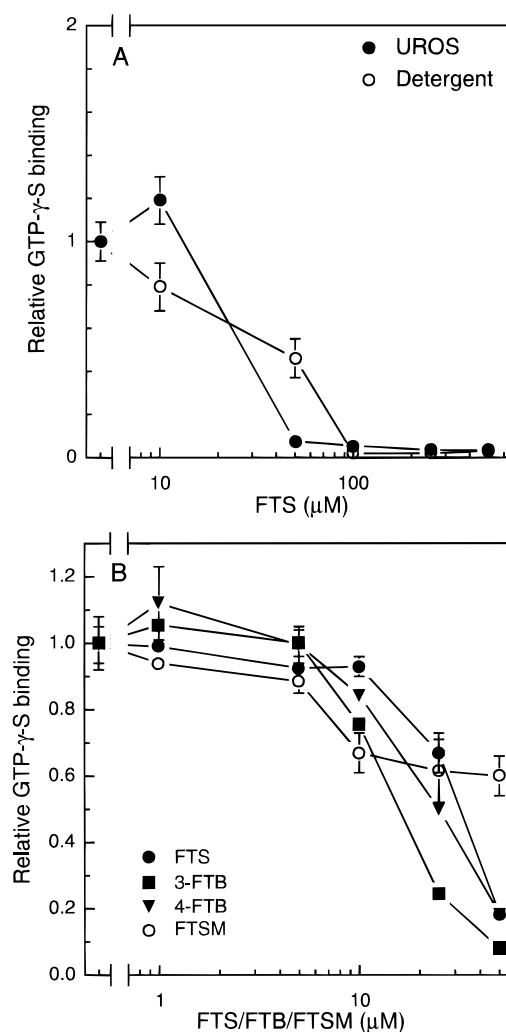 2
A
● UROS
○ Detergent
Relative GTP-γ-S binding
1
0
10
100
FTS (μM)
B
1.2
1.0
0.8
0.6
0.4
0.2
0.0
Relative GTP-γ-S binding
● FTS
■ 3-FTB
▼ 4-FTB
○ FTSM
1
10
FTS/FTB/FTSM (μM)